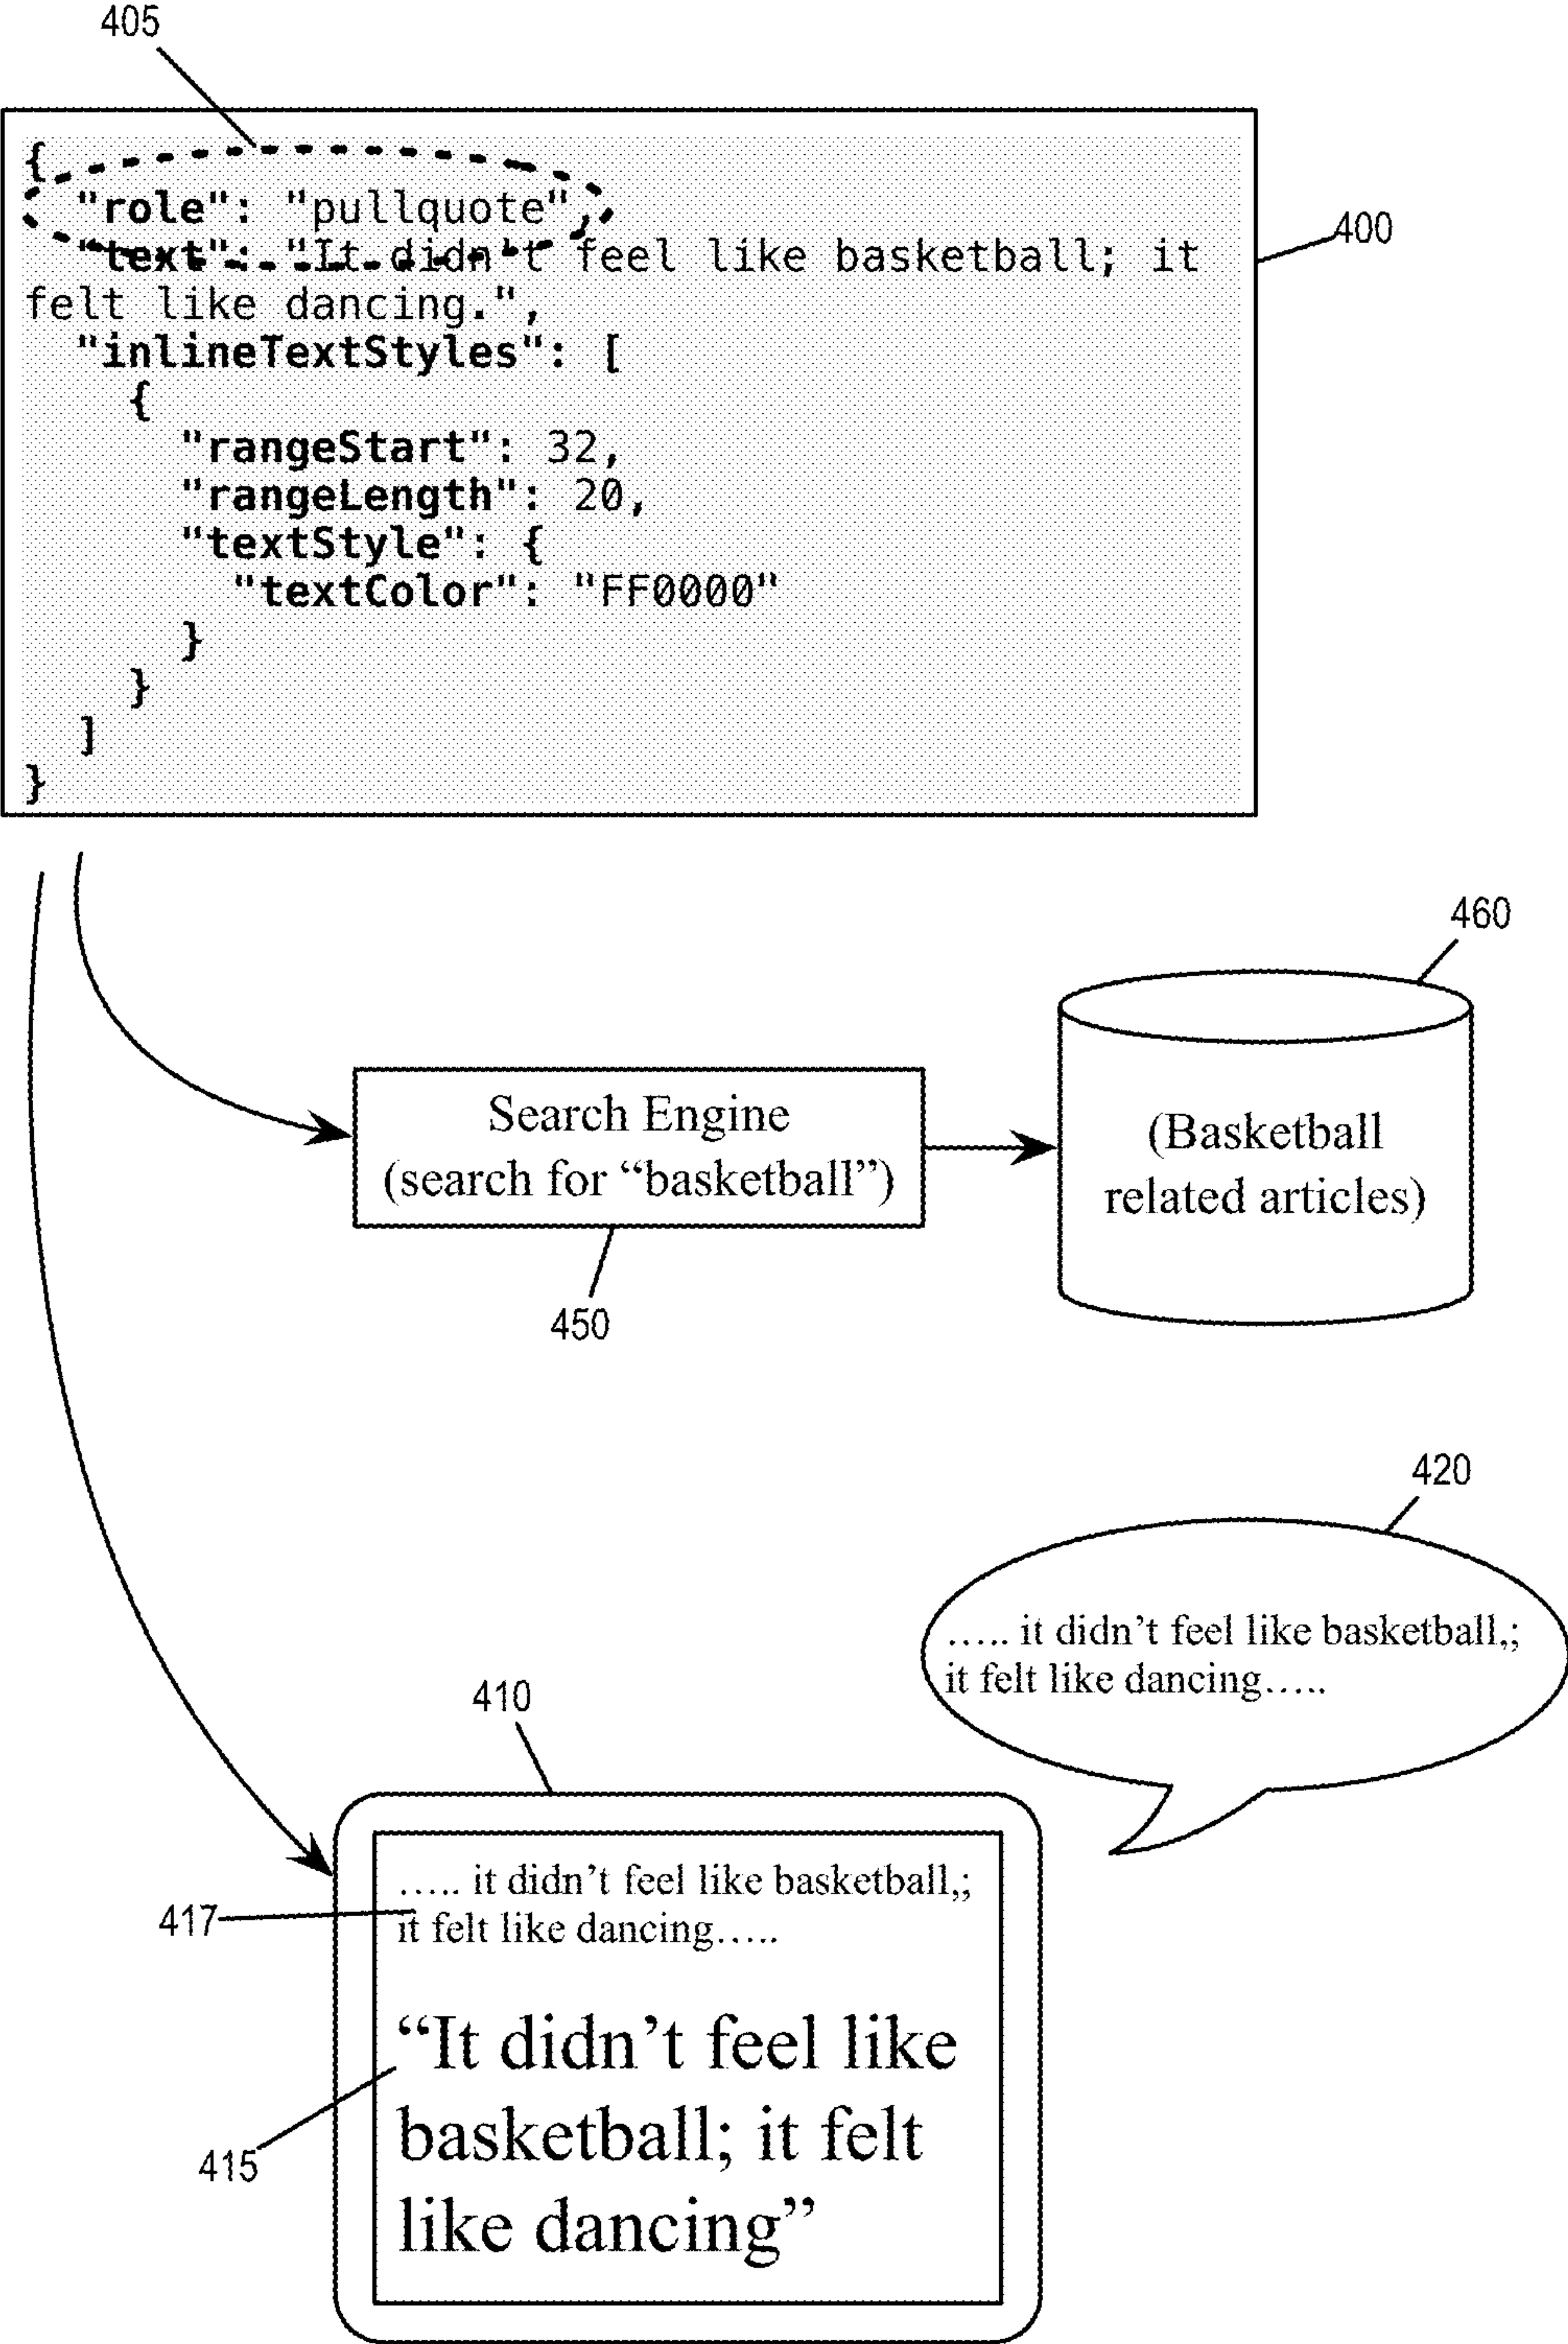 405
{
"role": "pullquote",
"text": "It didn't feel like basketball; it
felt like dancing.",
"inlineTextStyles": [
{
"rangeStart": 32,
"rangeLength": 20,
"textStyle": {
"textColor": "FF0000"
}
}
]
}
400
460
Search Engine
(search for “basketball”)
450
(Basketball
related articles)
420
….. it didn’t feel like basketball,;
it felt like dancing…..
410
….. it didn’t feel like basketball,;
it felt like dancing…..
417
“It didn’t feel like
basketball; it felt
like dancing”
415